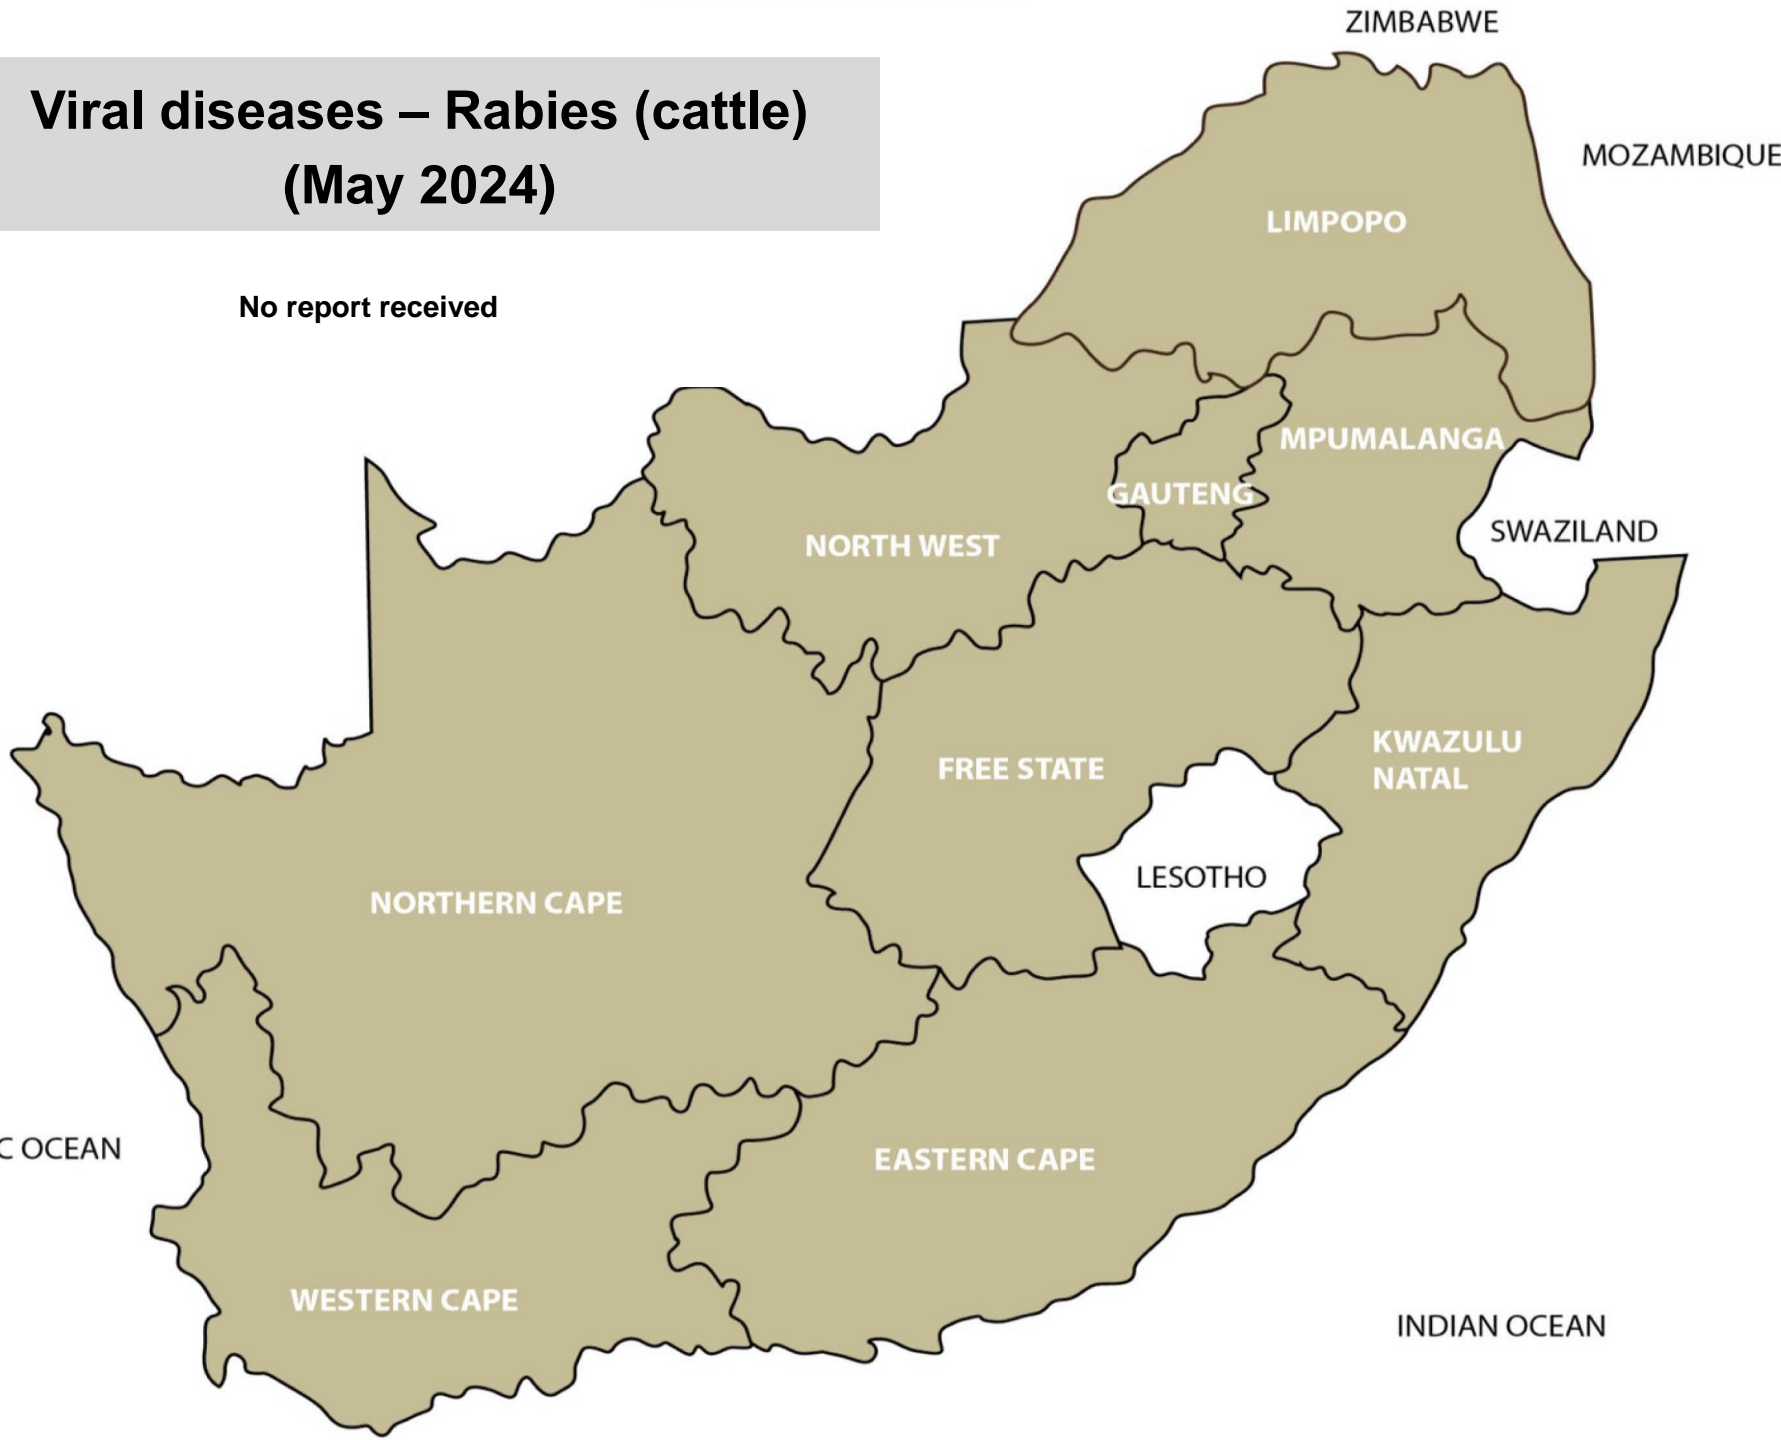 ZIMBABWE
Viral diseases – Rabies (cattle)
(May 2024)
MOZAMBIQUE
LIMPOPO
No report received
MPUMALANGA
GAUTENG
SWAZILAND
NORTH WEST
KWAZULU
NATAL
FREE STATE
LESOTHO
NORTHERN CAPE
C OCEAN
EASTERN CAPE
WESTERN CAPE
INDIAN OCEAN